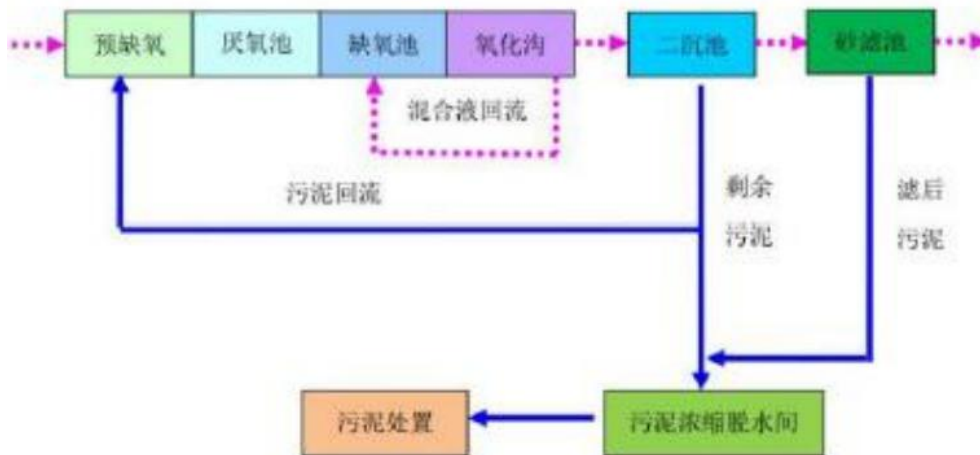 预缺氧
厌氧池
缺氧池
氧化沟
二沉池
砂滤池
混合液回流
污泥回流
剩余
污泥
滤后
污泥
污泥处置
污泥浓缩脱水间